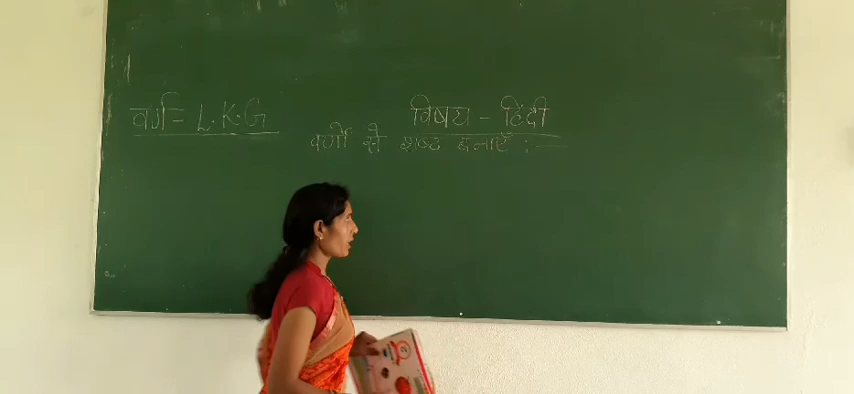 वर्ग = L.K.G
विषय - हिंदी
वर्णो से शब्द बनाएँ :—